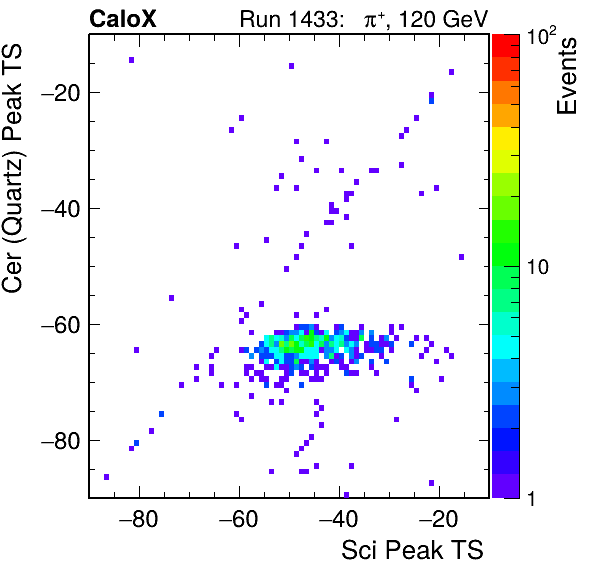 CaloX Run 1433: π⁺, 120 GeV
Cer (Quartz) Peak TS
−20
−40
−60
−80
−80 −60 −40 −20
Sci Peak TS
10²
10
1
Events